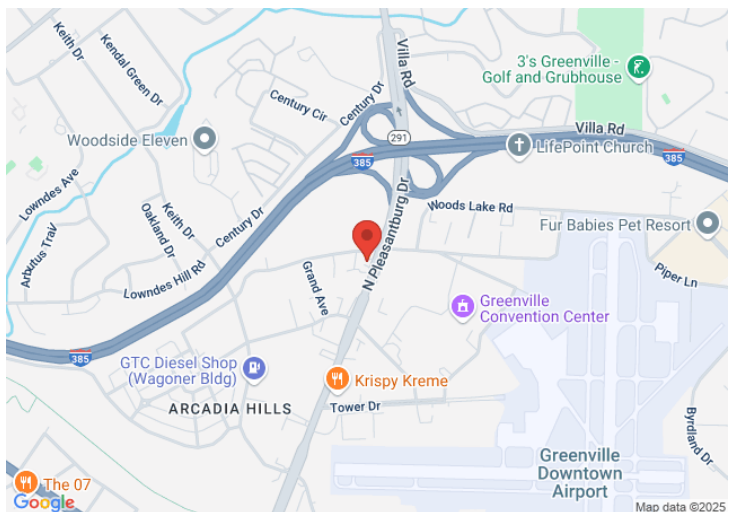 Keith Dr
Kendal Green Dr
Villa Rd
3's Greenville -
Golf and Grubhouse
Century Cir
Century Dr
Woodside Eleven
291
Villa Rd
385
LifePoint Church
385
Lowndes Ave
Keith Dr
Oakland Dr
Century Dr
N Pleasantburg Dr
Woods Lake Rd
Fur Babies Pet Resort
Arbutus Trail
Lowndes Hill Rd
Grand Ave
Piper Ln
Greenville
Convention Center
385
GTC Diesel Shop
(Wagoner Bldg)
Krispy Kreme
ARCADIA HILLS
Tower Dr
Byrdland Dr
Greenville
Downtown
Airport
The 07
Google
Map data ©2025